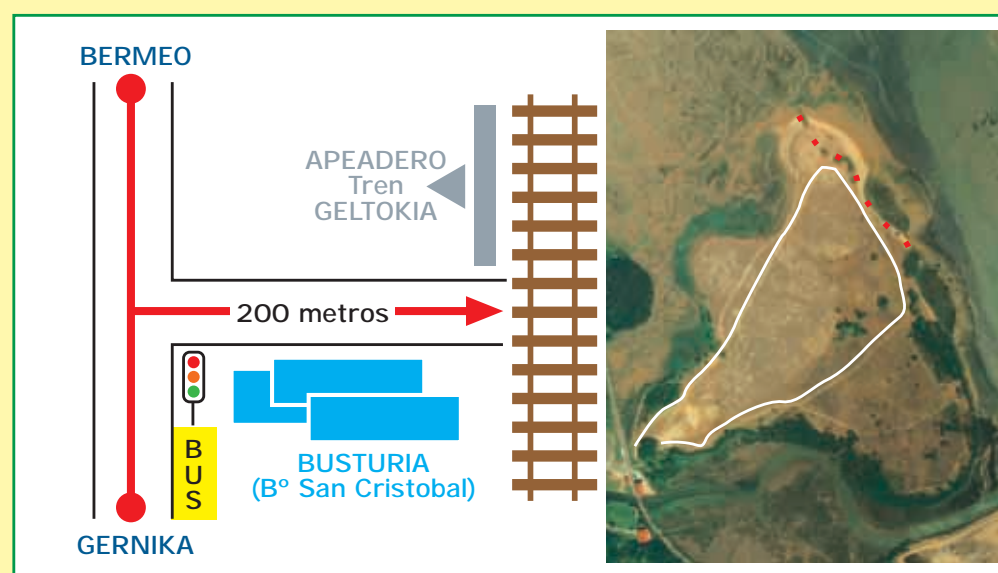 BERMEO
APEADERO
Tren
GELTOKIA
200 metros
BUS
BUSTURIA
(Bº San Cristobal)
GERNIKA